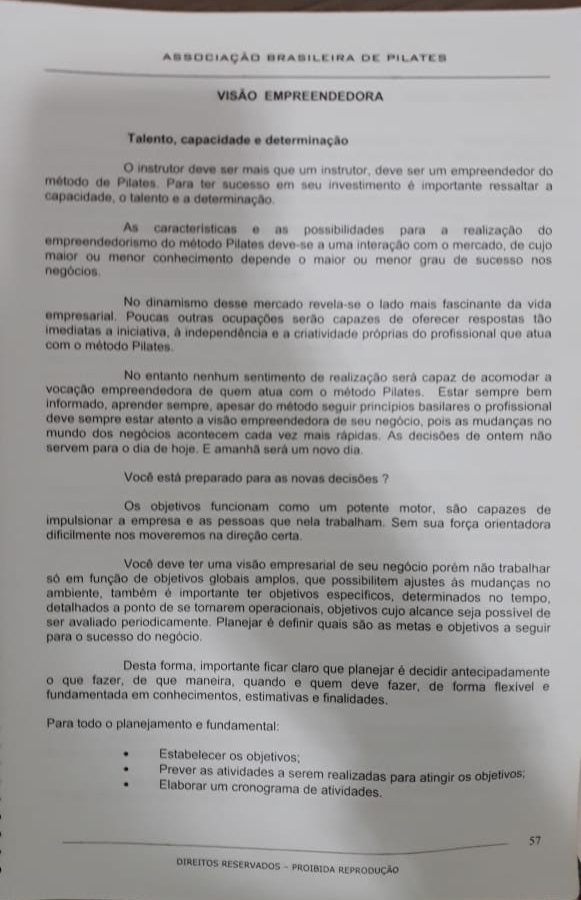 ASSOCIAÇÃO BRASILEIRA DE PILATES
VISÃO EMPREENDEDORA
Talento, capacidade e determinação
O instrutor deve ser mais que um instrutor, deve ser um empreendedor do
método de Pilates. Para ter sucesso em seu investimento é importante ressaltar a
capacidade, o talento e a determinação.
As características e as possibilidades para a realização do
empreendedorismo do método Pilates deve-se a uma interação com o mercado, de cujo
maior ou menor conhecimento depende o maior ou menor grau de sucesso nos
negócios.
No dinamismo desse mercado revela-se o lado mais fascinante da vida
empresarial. Poucas outras ocupações serão capazes de oferecer respostas tão
imediatas a iniciativa, à independência e a criatividade próprias do profissional que atua
com o método Pilates.
No entanto nenhum sentimento de realização será capaz de acomodar a
vocação empreendedora de quem atua com o método Pilates. Estar sempre bem
informado, aprender sempre, apesar do método seguir princípios basilares o profissional
deve sempre estar atento a visão empreendedora de seu negócio, pois as mudanças no
mundo dos negócios acontecem cada vez mais rápidas. As decisões de ontem não
servem para o dia de hoje. E amanhã será um novo dia.
Você está preparado para as novas decisões ?
Os objetivos funcionam como um potente motor, são capazes de
impulsionar a empresa e as pessoas que nela trabalham. Sem sua força orientadora
dificilmente nos moveremos na direção certa.
Você deve ter uma visão empresarial de seu negócio porém não trabalhar
só em função de objetivos globais amplos, que possibilitem ajustes às mudanças no
ambiente, também é importante ter objetivos específicos, determinados no tempo,
detalhados a ponto de se tornarem operacionais, objetivos cujo alcance seja possível de
ser avaliado periodicamente. Planejar é definir quais são as metas e objetivos a seguir
para o sucesso do negócio.
Desta forma, importante ficar claro que planejar é decidir antecipadamente
o que fazer, de que maneira, quando e quem deve fazer, de forma flexível e
fundamentada em conhecimentos, estimativas e finalidades.
Para todo o planejamento e fundamental:
• Estabelecer os objetivos;
• Prever as atividades a serem realizadas para atingir os objetivos;
• Elaborar um cronograma de atividades.
57
DIREITOS RESERVADOS – PROIBIDA REPRODUÇÃO